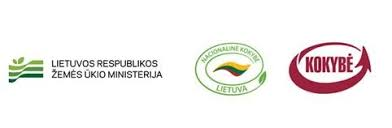 LIETUVOS RESPUBLIKOS
ŽEMĖS ŪKIO MINISTERIJA
NACIONALINĖ KOKYBĖ
LIETUVA
KOKYBĖ